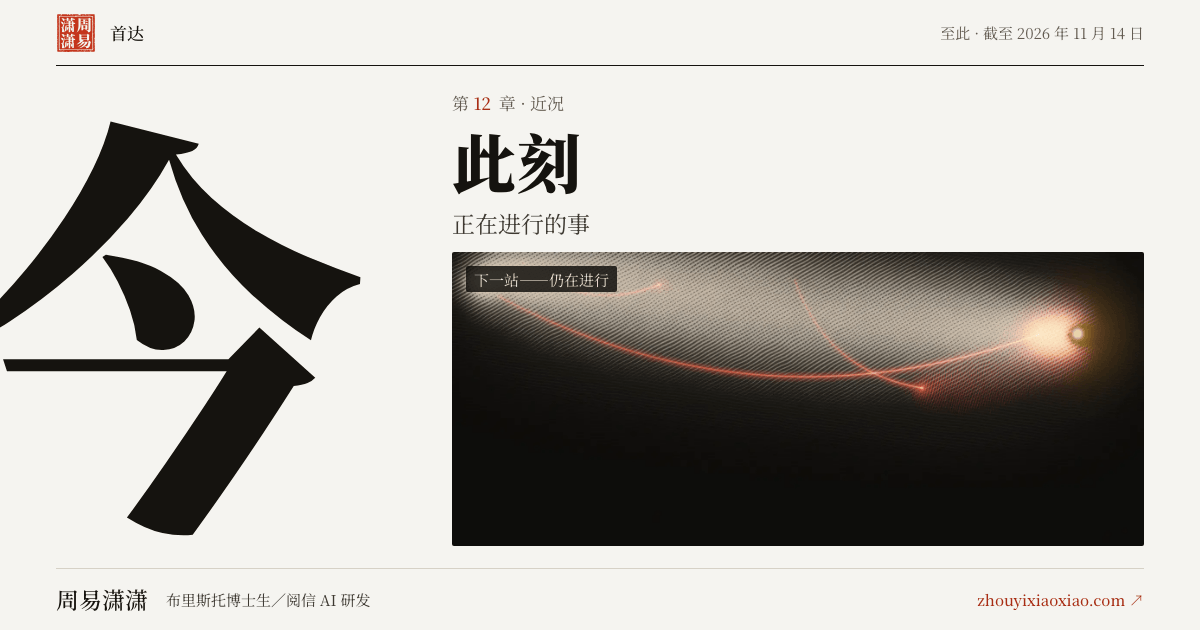 周易潇潇
首达
至此 · 截至 2026 年 11 月 14 日
今
第 12 章 · 近况
此刻
正在进行的事
下一站——仍在进行
周易潇潇
布里斯托博士生／阅信 AI 研发
zhouyixiaoxiao.com ↗